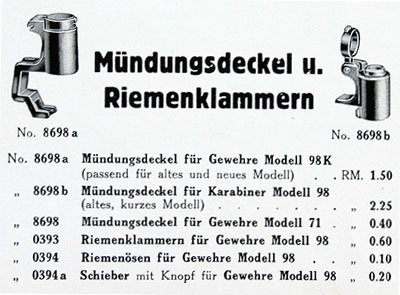 Mündungsdeckel u.
Riemenklammern
No. 8698 a
No. 8698 b
No. 8698 a Mündungsdeckel für Gewehre Modell 98 K
(passend für altes und neues Modell) . RM. 1.50
„ 8698 b Mündungsdeckel für Karabiner Modell 98
(altes, kurzes Modell) . . . . . . „ 2.25
„ 8698 Mündungsdeckel für Gewehre Modell 71 . „ 0.40
„ 0393 Riemenklammern für Gewehre Modell 98 . „ 0.60
„ 0394 Riemenösen für Gewehre Modell 98 . . „ 0.10
„ 0394 a Schieber mit Knopf für Gewehre Modell 98 „ 0.20